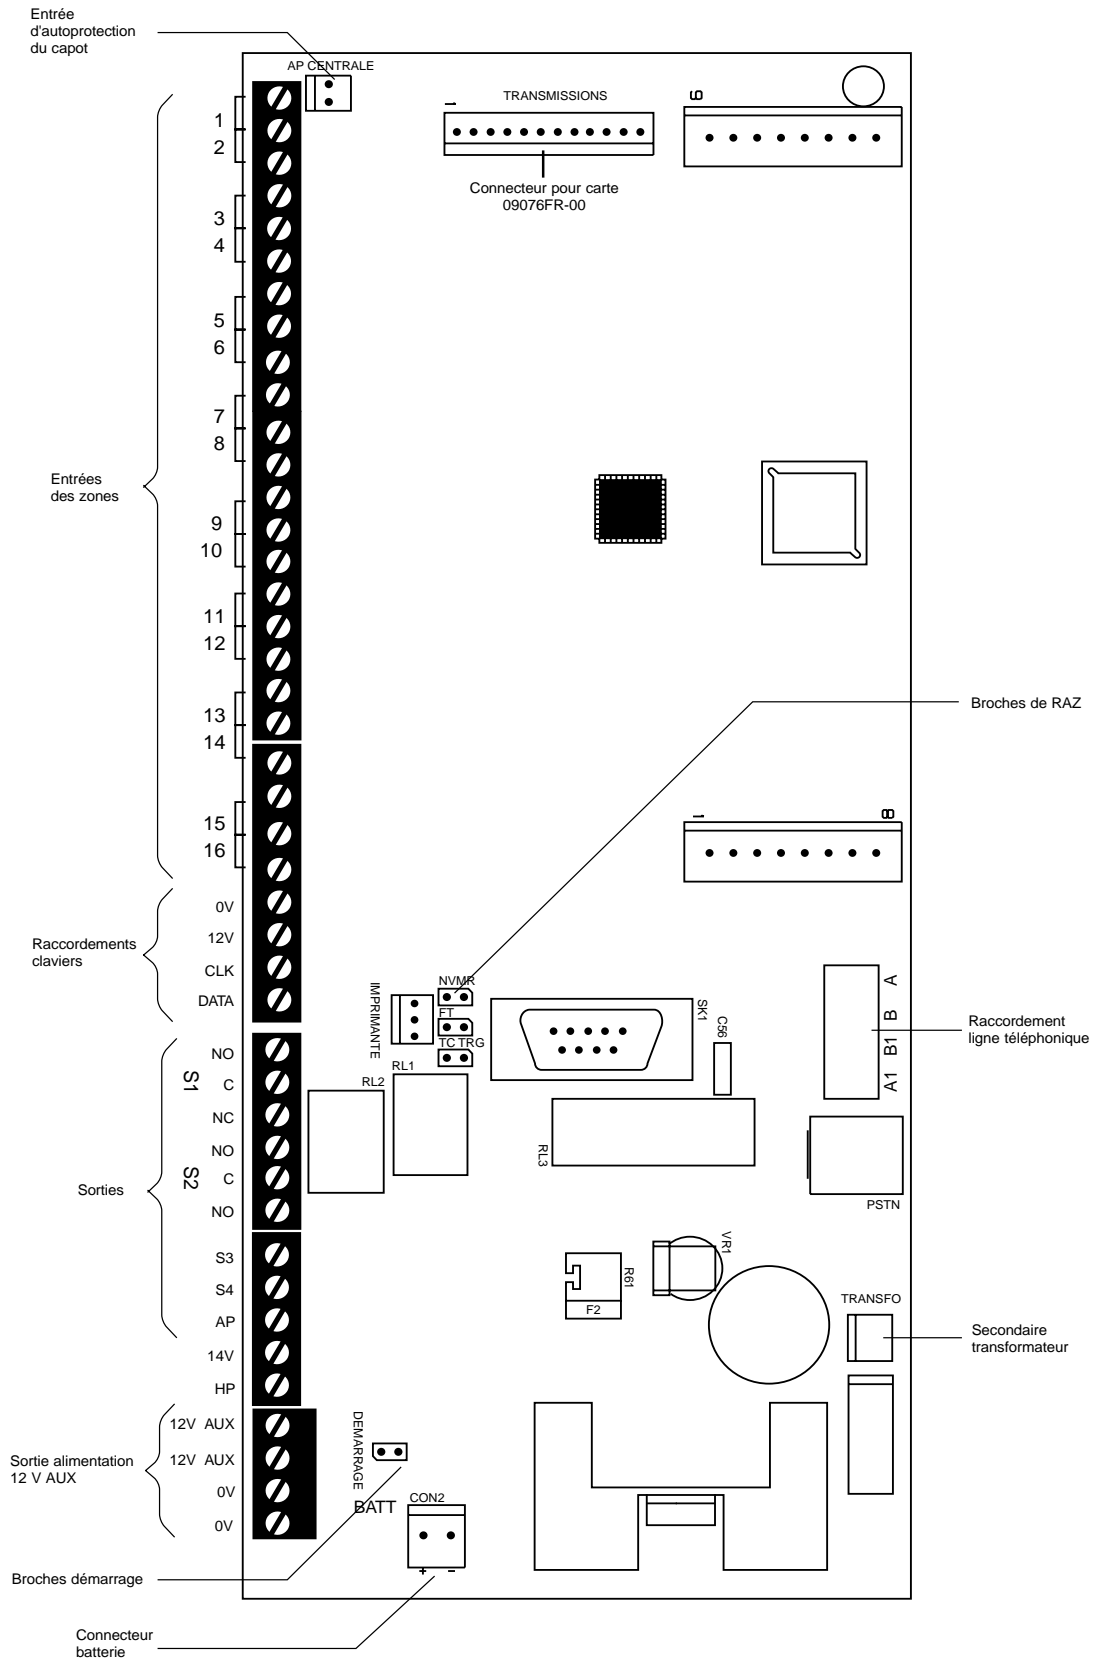 Entrée
d'autoprotection
du capot
AP CENTRALE
TRANSMISSIONS
1
9
Connecteur pour carte
09076FR-00
1
2
3
4
5
6
7
8
Entrées
des zones
9
10
11
12
13
14
Broches de RAZ
15
16
1
8
0V
12V
CLK
DATA
Raccordements
claviers
IMPRIMANTE
NVMR
FT
TC TRG
SK1
C56
A
B
B1
A1
Raccordement
ligne téléphonique
NO
S1
C
NC
NO
S2
C
NO
RL1
RL2
RL3
PSTN
Sorties
S3
S4
AP
14V
HP
VR1
R61
F2
TRANSFO
Secondaire
transformateur
12V AUX
12V AUX
0V
0V
Sortie alimentation
12 V AUX
DEMARRAGE
BATT
CON2
+ −
Broches démarrage
Connecteur
batterie